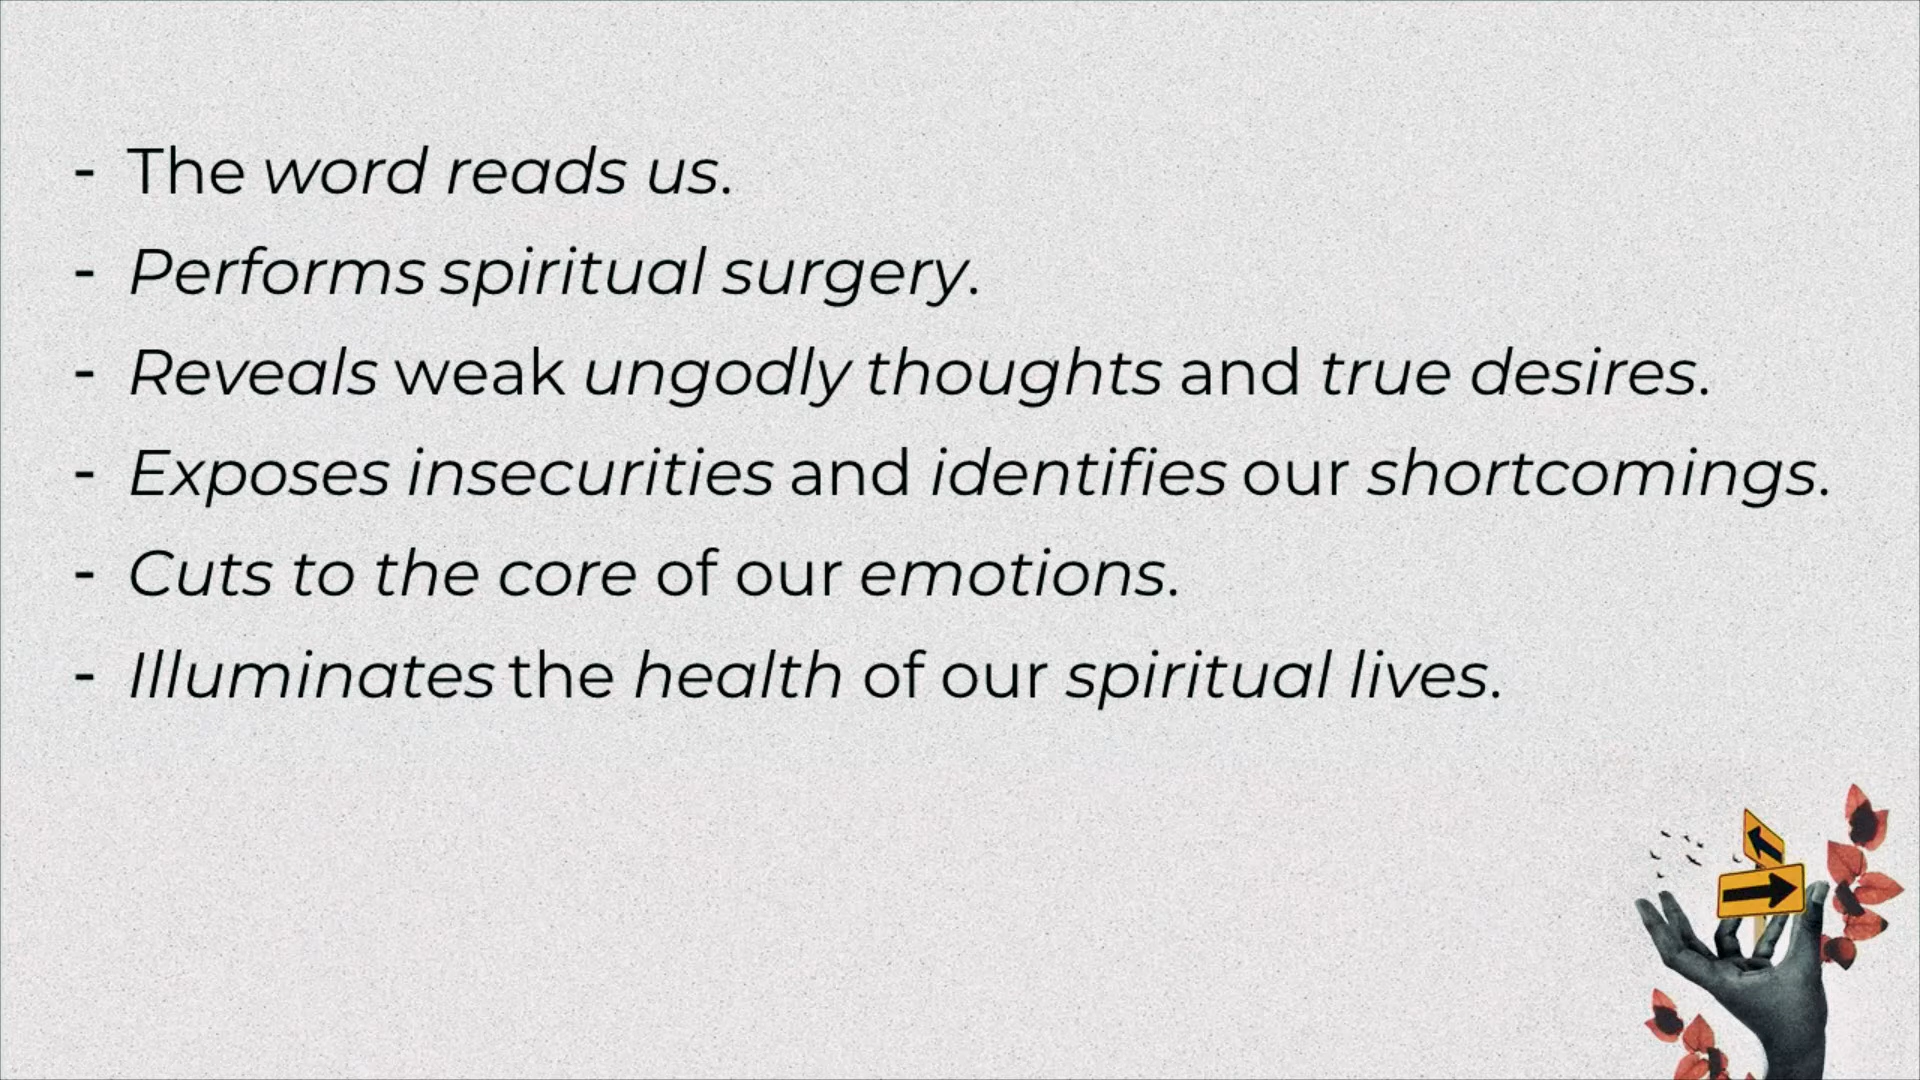 - The word reads us.
- Performs spiritual surgery.
- Reveals weak ungodly thoughts and true desires.
- Exposes insecurities and identifies our shortcomings.
- Cuts to the core of our emotions.
- Illuminates the health of our spiritual lives.